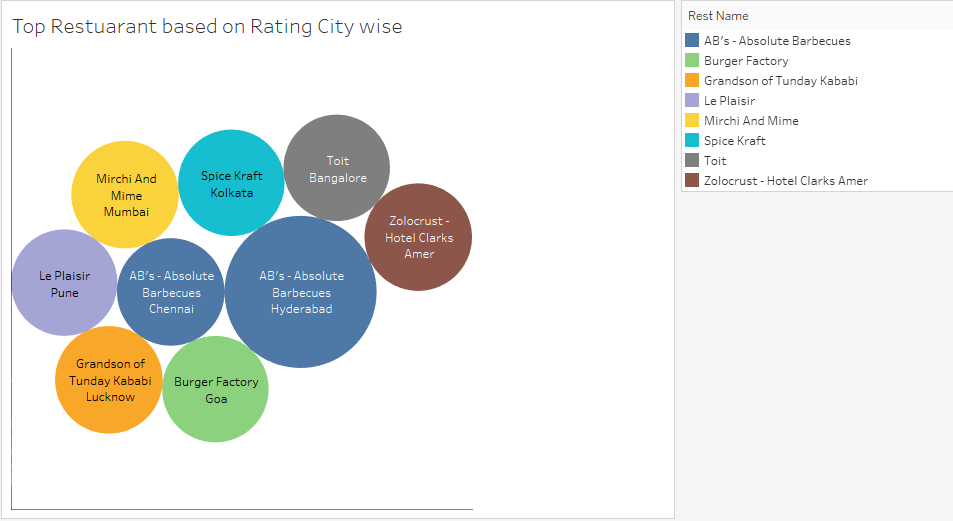 Top Restuarant based on Rating City wise
Mirchi And
Mime
Mumbai
Spice Kraft
Kolkata
Toit
Bangalore
Zolocrust -
Hotel Clarks
Amer
Le Plaisir
Pune
AB's - Absolute
Barbecues
Chennai
AB's - Absolute
Barbecues
Hyderabad
Grandson of
Tunday Kababi
Lucknow
Burger Factory
Goa
Rest Name
AB's - Absolute Barbecues
Burger Factory
Grandson of Tunday Kababi
Le Plaisir
Mirchi And Mime
Spice Kraft
Toit
Zolocrust - Hotel Clarks Amer